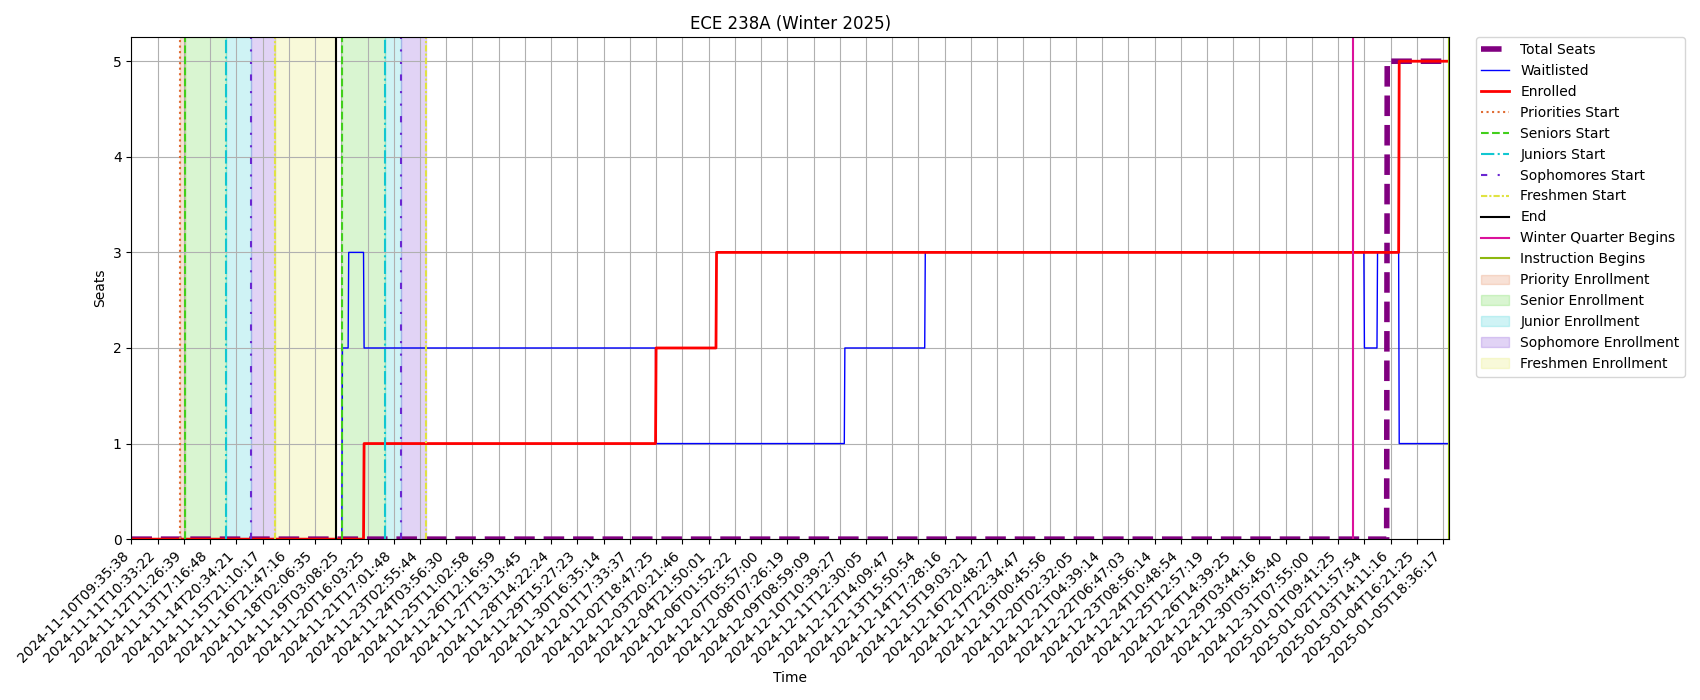 ECE 238A (Winter 2025)
Seats
5
4
3
2
1
0
2024-11-10T09:35:38
2024-11-11T10:33:22
2024-11-12T11:26:39
2024-11-13T17:16:48
2024-11-14T20:34:21
2024-11-15T21:10:17
2024-11-16T21:47:16
2024-11-18T02:06:35
2024-11-19T03:08:25
2024-11-20T16:03:25
2024-11-21T17:01:48
2024-11-23T02:55:44
2024-11-24T03:56:30
2024-11-25T11:02:58
2024-11-26T12:16:59
2024-11-27T13:13:45
2024-11-28T14:22:24
2024-11-29T15:27:23
2024-11-30T16:35:14
2024-12-01T17:33:37
2024-12-02T18:47:25
2024-12-03T20:21:46
2024-12-04T21:50:01
2024-12-06T01:52:22
2024-12-07T05:57:00
2024-12-08T07:26:19
2024-12-09T08:59:09
2024-12-10T10:39:27
2024-12-11T12:30:05
2024-12-12T14:09:47
2024-12-13T15:50:54
2024-12-14T17:28:16
2024-12-15T19:03:21
2024-12-16T20:48:27
2024-12-17T22:34:47
2024-12-19T00:45:56
2024-12-20T02:32:05
2024-12-21T04:39:14
2024-12-22T06:47:03
2024-12-23T08:56:14
2024-12-24T10:48:54
2024-12-25T12:57:19
2024-12-26T14:39:25
2024-12-29T03:44:16
2024-12-30T05:45:40
2024-12-31T07:55:00
2025-01-01T09:41:25
2025-01-02T11:57:54
2025-01-03T14:11:16
2025-01-04T16:21:25
2025-01-05T18:36:17
Time
Total Seats
Waitlisted
Enrolled
Priorities Start
Seniors Start
Juniors Start
Sophomores Start
Freshmen Start
End
Winter Quarter Begins
Instruction Begins
Priority Enrollment
Senior Enrollment
Junior Enrollment
Sophomore Enrollment
Freshmen Enrollment